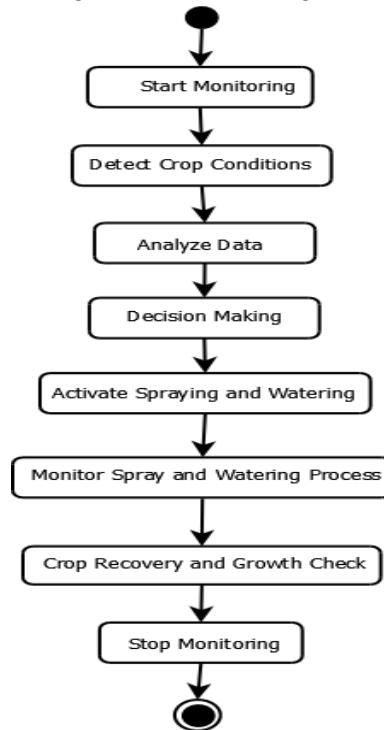 Start Monitoring
Detect Crop Conditions
Analyze Data
Decision Making
Activate Spraying and Watering
Monitor Spray and Watering Process
Crop Recovery and Growth Check
Stop Monitoring